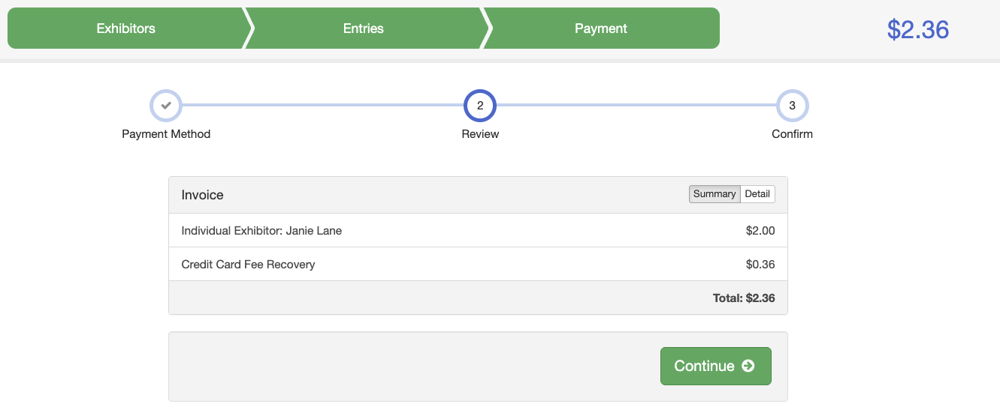 Exhibitors
Entries
Payment
$2.36
2
3
Payment Method
Review
Confirm
Invoice
Summary
Detail
Individual Exhibitor: Janie Lane
$2.00
Credit Card Fee Recovery
$0.36
Total: $2.36
Continue